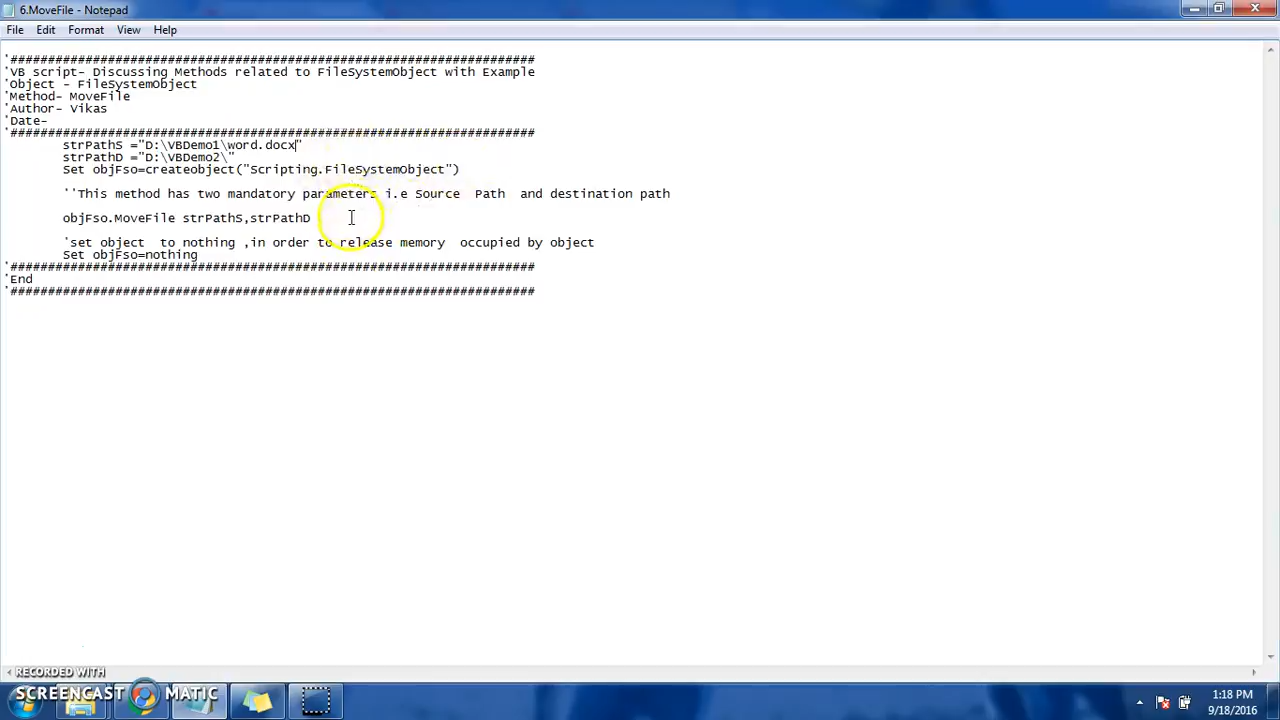 6.MoveFile - Notepad
File Edit Format View Help
'######################################################################
'VB script- Discussing Methods related to FileSystemObject with Example
'Object - FileSystemObject
'Method- MoveFile
'Author- Vikas
'Date-
'######################################################################
strPathS ="D:\VBDemo1\word.docx"
strPathD ="D:\VBDemo2\"
Set objFso=createobject("Scripting.FileSystemObject")
''This method has two mandatory parameters i.e Source  Path  and destination path
objFso.MoveFile strPathS,strPathD
'set object  to nothing ,in order to release memory  occupied by object
Set objFso=nothing
'######################################################################
'End
'######################################################################
RECORDED WITH
SCREENCAST MATIC
1:18 PM
9/18/2016